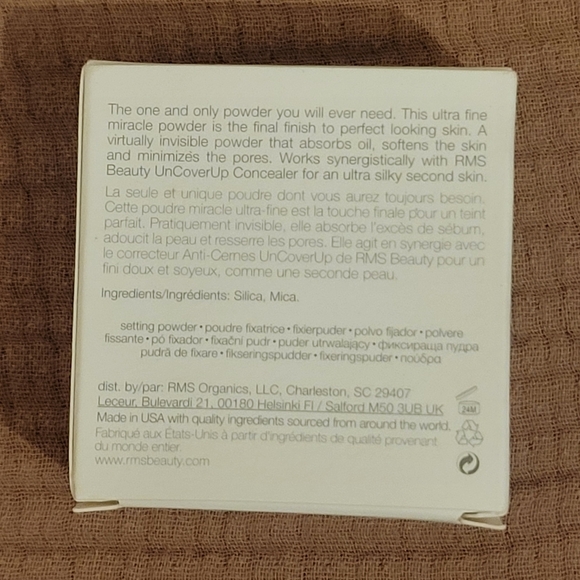 The one and only powder you will ever need. This ultra fine
miracle powder is the final finish to perfect looking skin. A
virtually invisible powder that absorbs oil, softens the skin
and minimizes the pores. Works synergistically with RMS
Beauty UnCoverUp Concealer for an ultra silky second skin.
La seule et unique poudre dont vous aurez toujours besoin.
Cette poudre miracle ultra-fine est la touche finale pour un teint
parfait. Pratiquement invisible, elle absorbe l'excès de sébum,
adoucit la peau et resserre les pores. Elle agit en synergie avec
le correcteur Anti-Cernes UnCoverUp de RMS Beauty pour un
fini doux et soyeux, comme une seconde peau.
Ingredients/Ingrédients: Silica, Mica.
setting powder • poudre fixatrice • fixierpuder • polvo fijador • polvere
fissante • pó fixador • fixační pudr • puder utrwalający • фиксираща пудра
pudră de fixare • fikseringspudder • fixeringspuder • πούδρα
dist. by/par: RMS Organics, LLC, Charleston, SC 29407
Leceur, Bulevardi 21, 00180 Helsinki FI / Salford M50 3UB UK
24M
Made in USA with quality ingredients sourced from around the world.
Fabriqué aux États-Unis à partir d'ingrédients de qualité provenant
du monde entier.
www.rmsbeauty.com